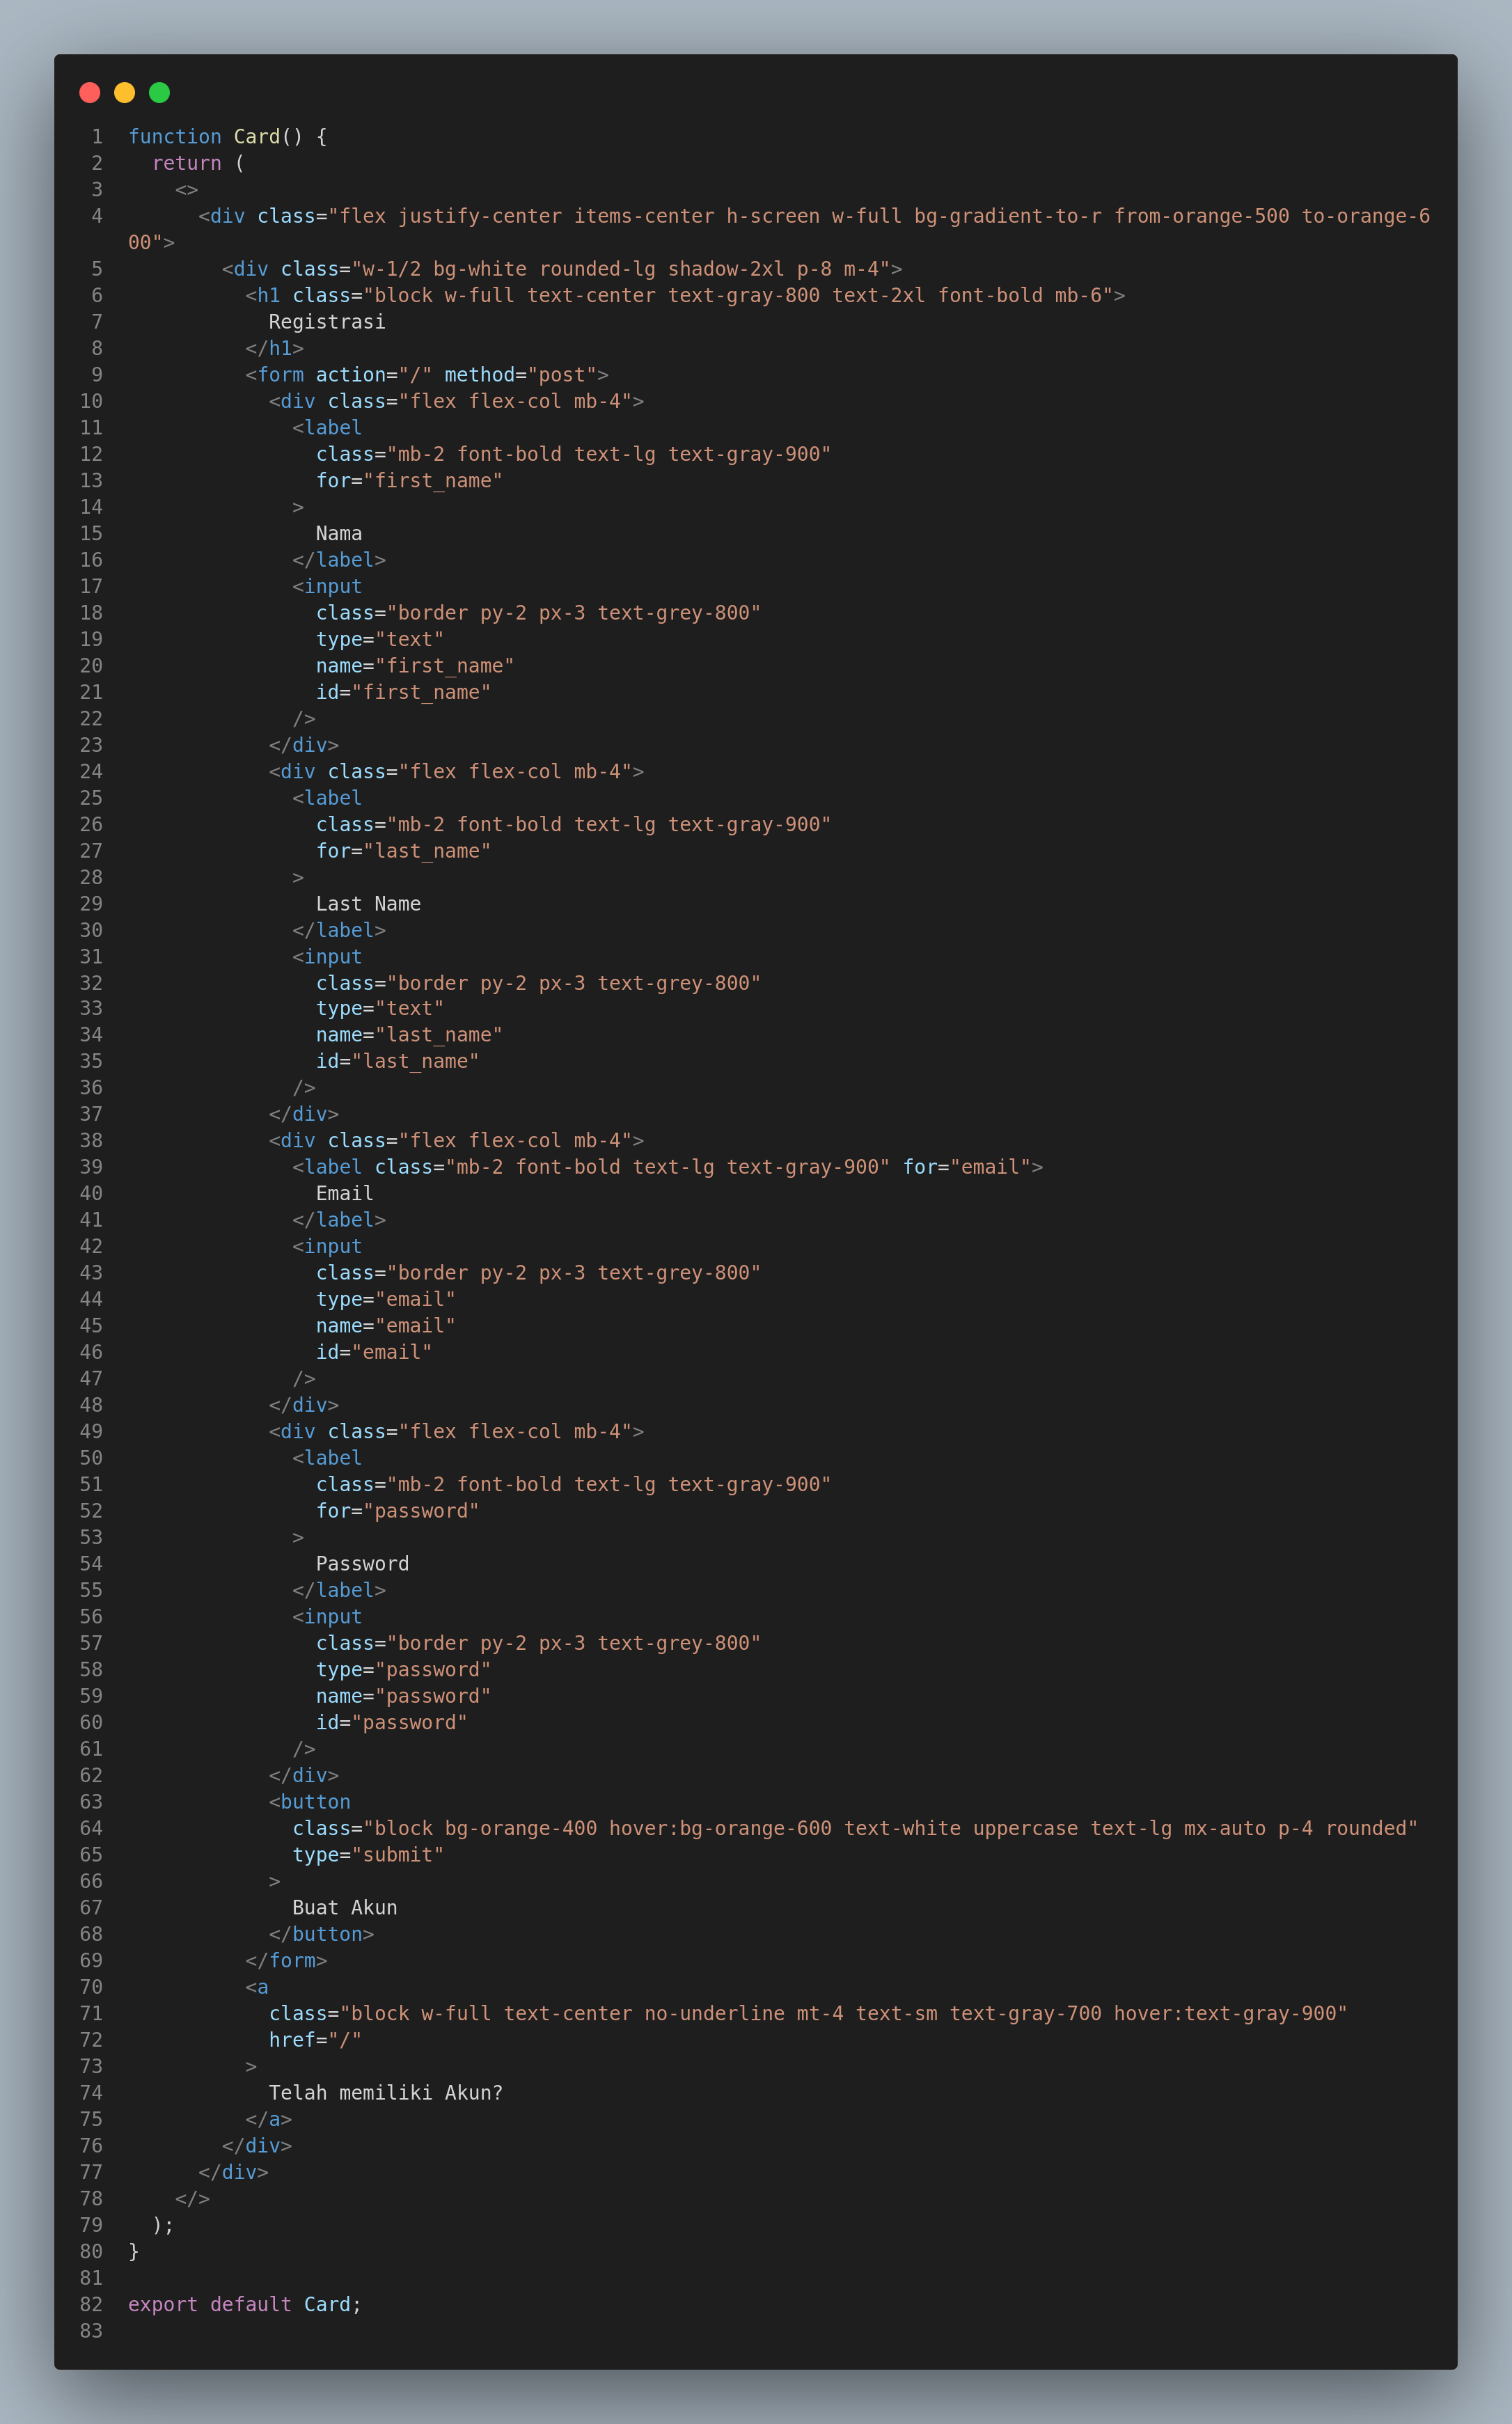 1 function Card() {
2   return (
3     <>
4       <div class="flex justify-center items-center h-screen w-full bg-gradient-to-r from-orange-500 to-orange-6
00">
5         <div class="w-1/2 bg-white rounded-lg shadow-2xl p-8 m-4">
6           <h1 class="block w-full text-center text-gray-800 text-2xl font-bold mb-6">
7             Registrasi
8           </h1>
9           <form action="/" method="post">
10             <div class="flex flex-col mb-4">
11               <label
12                 class="mb-2 font-bold text-lg text-gray-900"
13                 for="first_name"
14               >
15                 Nama
16               </label>
17               <input
18                 class="border py-2 px-3 text-grey-800"
19                 type="text"
20                 name="first_name"
21                 id="first_name"
22               />
23             </div>
24             <div class="flex flex-col mb-4">
25               <label
26                 class="mb-2 font-bold text-lg text-gray-900"
27                 for="last_name"
28               >
29                 Last Name
30               </label>
31               <input
32                 class="border py-2 px-3 text-grey-800"
33                 type="text"
34                 name="last_name"
35                 id="last_name"
36               />
37             </div>
38             <div class="flex flex-col mb-4">
39               <label class="mb-2 font-bold text-lg text-gray-900" for="email">
40                 Email
41               </label>
42               <input
43                 class="border py-2 px-3 text-grey-800"
44                 type="email"
45                 name="email"
46                 id="email"
47               />
48             </div>
49             <div class="flex flex-col mb-4">
50               <label
51                 class="mb-2 font-bold text-lg text-gray-900"
52                 for="password"
53               >
54                 Password
55               </label>
56               <input
57                 class="border py-2 px-3 text-grey-800"
58                 type="password"
59                 name="password"
60                 id="password"
61               />
62             </div>
63             <button
64               class="block bg-orange-400 hover:bg-orange-600 text-white uppercase text-lg mx-auto p-4 rounded"
65               type="submit"
66             >
67               Buat Akun
68             </button>
69           </form>
70           <a
71             class="block w-full text-center no-underline mt-4 text-sm text-gray-700 hover:text-gray-900"
72             href="/"
73           >
74             Telah memiliki Akun?
75           </a>
76         </div>
77       </div>
78     </>
79   );
80 }
81
82 export default Card;
83